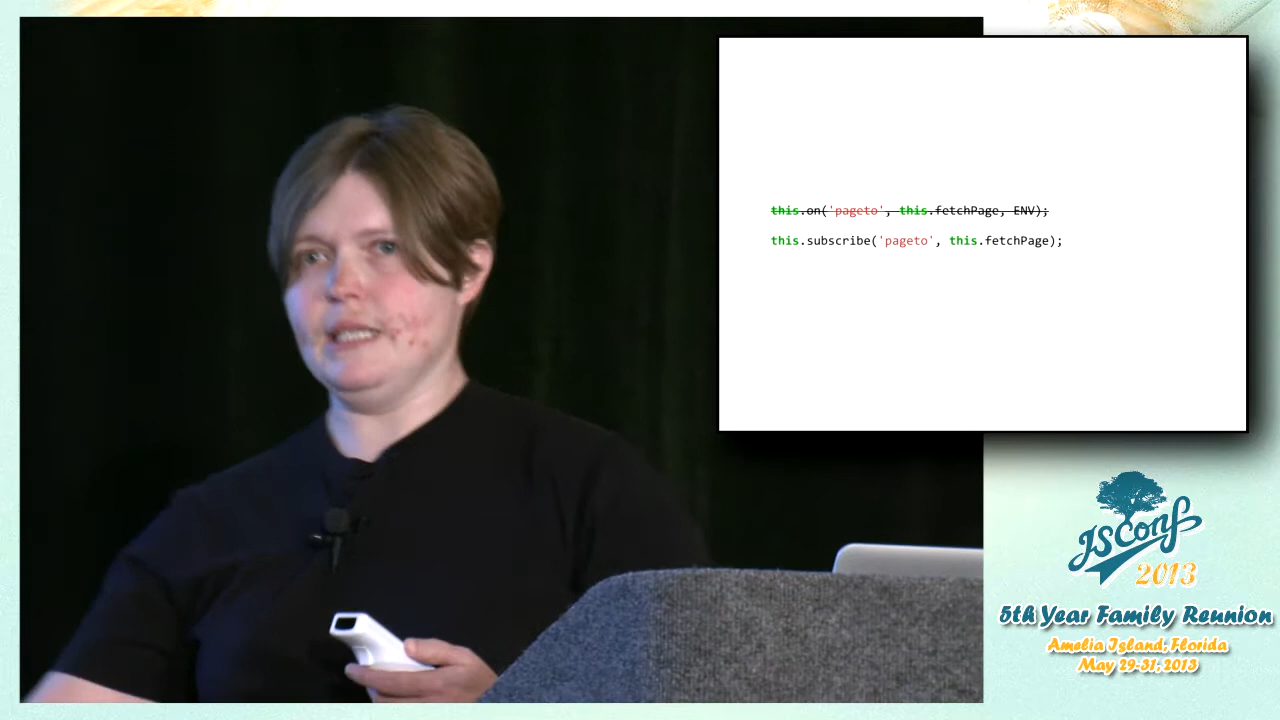 this.on('pageto', this.fetchPage, ENV);
this.subscribe('pageto', this.fetchPage);
JSConf
2013
5th Year Family Reunion
Amelia Island, Florida
May 29-31, 2013